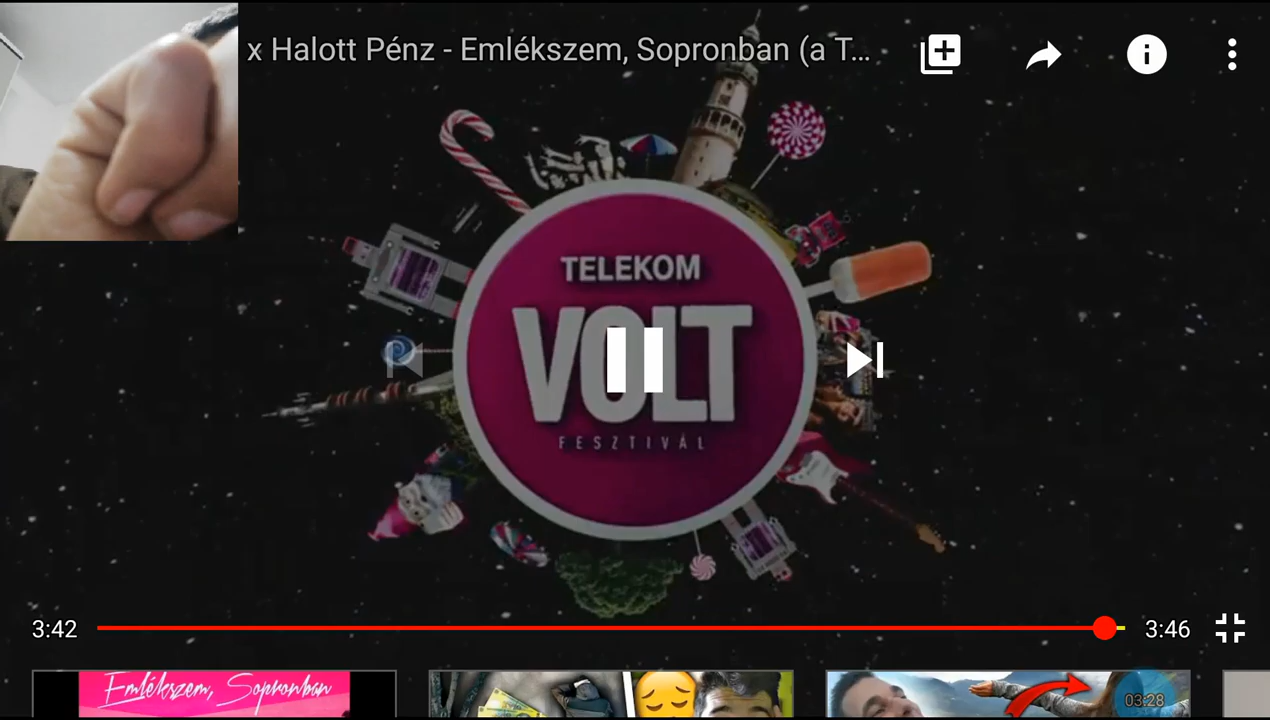 x Halott Pénz - Emlékszem, Sopronban (a T...
TELEKOM
VOLT
FESZTIVÁL
3:42
3:46
Emlékszem, Sopronban
03:28